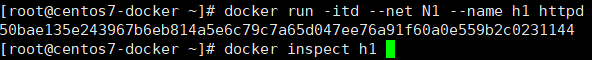 [root@centos7-docker ~]# docker run -itd --net N1 --name h1 httpd
50bae135e243967b6eb814a5e6c79c7a65d047ee76a91f60a0e559b2c0231144
[root@centos7-docker ~]# docker inspect h1